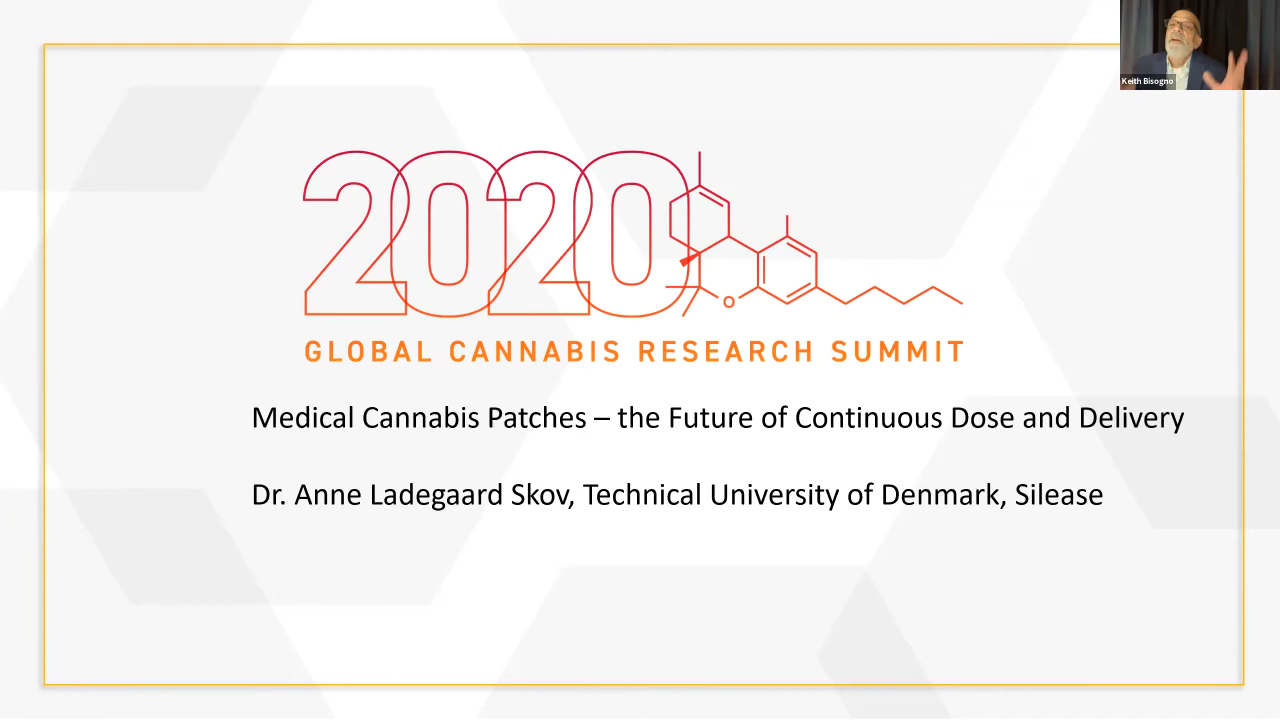 Keith Bisogno
2020
O
GLOBAL CANNABIS RESEARCH SUMMIT
Medical Cannabis Patches – the Future of Continuous Dose and Delivery
Dr. Anne Ladegaard Skov, Technical University of Denmark, Silease